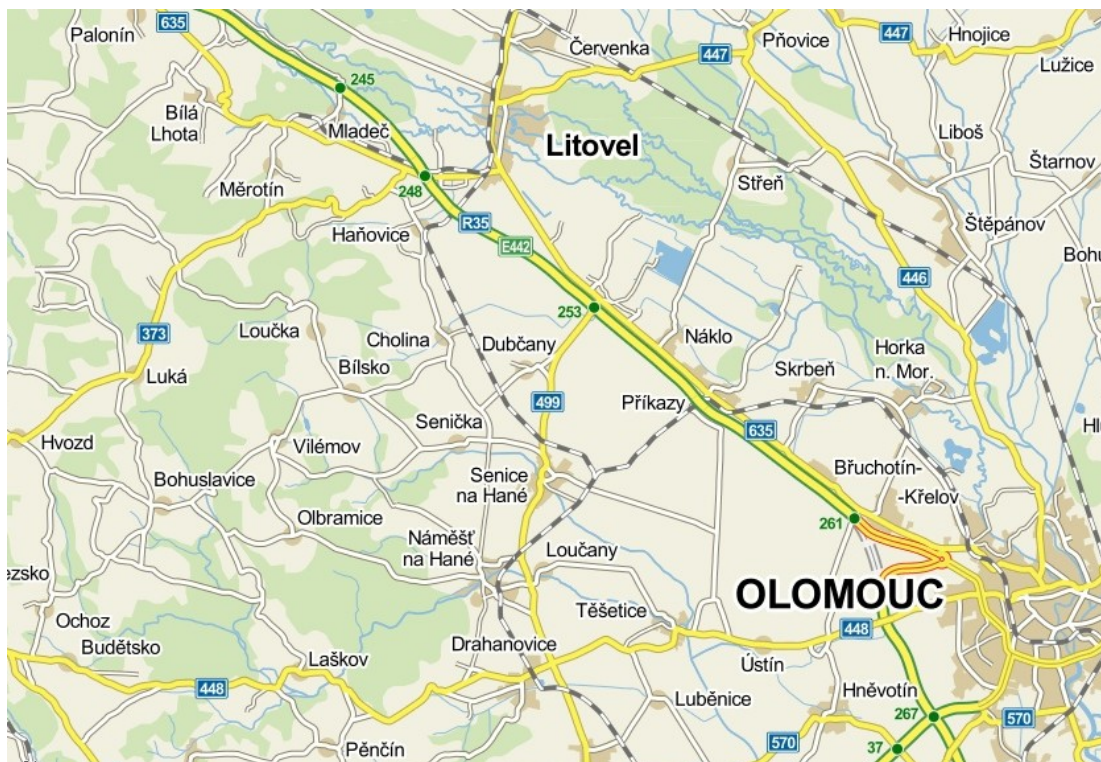 635
447
Hnojice
Palonín
Červenka
Pňovice
447
Lužice
245
Bílá
Lhota
Mladeč
Litovel
Liboš
Štarnov
Měrotín
248
Střeň
Haňovice
R35
E442
Štěpánov
446
253
373
Loučka
Cholina
Dubčany
Náklo
Horka
n. Mor.
Luká
Bílsko
Skrbeň
499
Příkazy
635
Senička
Hvozd
Vilémov
Senice
na Hané
Břuchotín-
-Křelov
Bohuslavice
Olbramice
261
Náměšť
na Hané
Loučany
OLOMOUC
Ochoz
Těšetice
448
Budětsko
Drahanovice
Laškov
Ústín
448
Luběnice
Hněvotín
267
570
Pěnčín
570
37